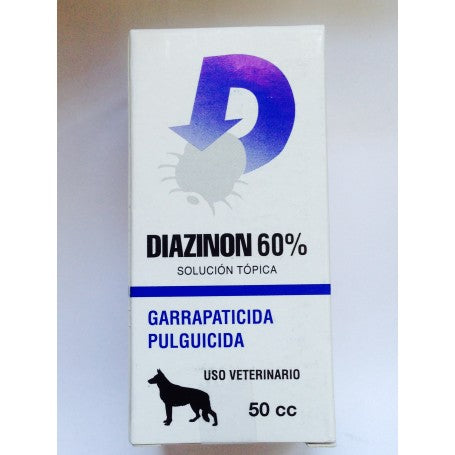 D
DIAZINON 60%
SOLUCIÓN TÓPICA
GARRAPATICIDA
PULGUICIDA
USO VETERINARIO
50 cc